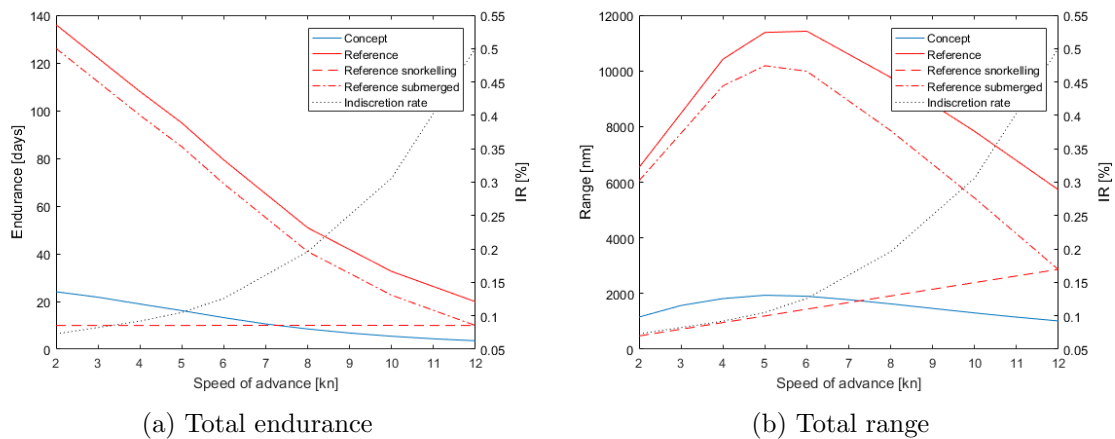 140
120
100
80
60
40
20
0
Endurance [days]
2 3 4 5 6 7 8 9 10 11 12
Speed of advance [kn]
0.55
0.5
0.45
0.4
0.35
0.3
0.25
0.2
0.15
0.1
0.05
IR [%]
Concept
Reference
Reference snorkelling
Reference submerged
Indiscretion rate
(a) Total endurance
12000
10000
8000
6000
4000
2000
0
Range [nm]
2 3 4 5 6 7 8 9 10 11 12
Speed of advance [kn]
0.55
0.5
0.45
0.4
0.35
0.3
0.25
0.2
0.15
0.1
0.05
IR [%]
Concept
Reference
Reference snorkelling
Reference submerged
Indiscretion rate
(b) Total range